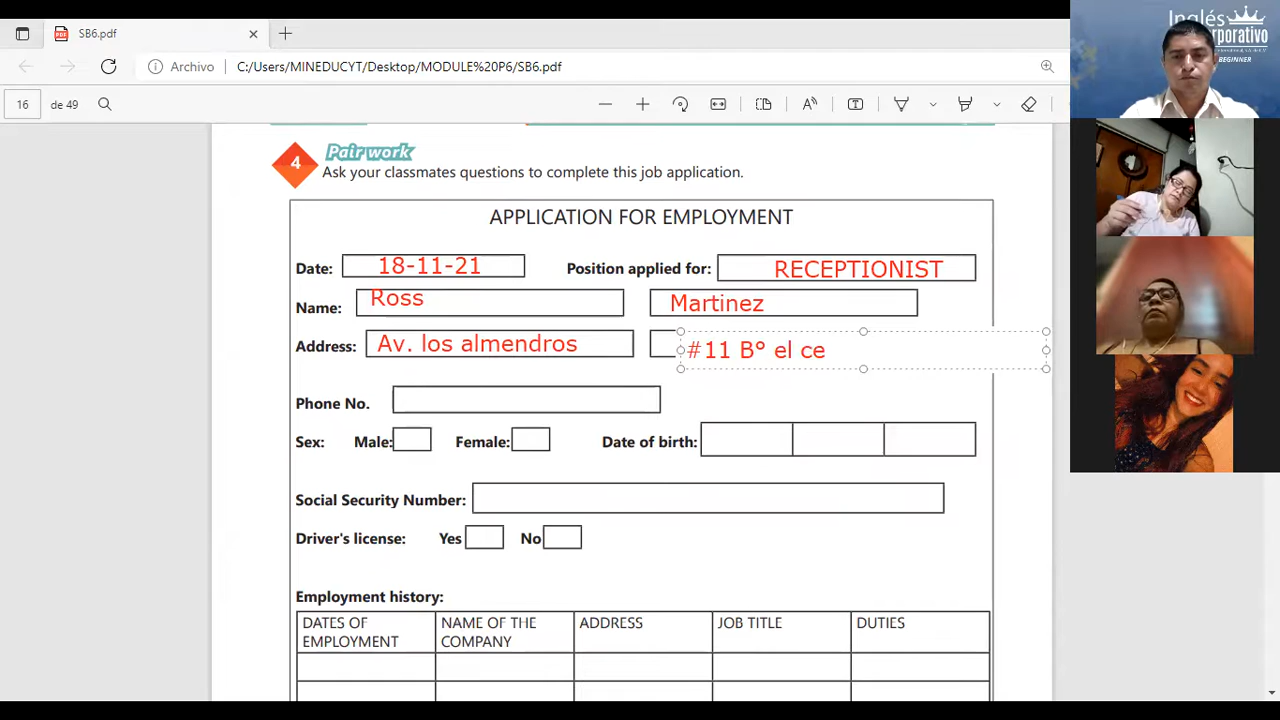 SB6.pdf
Inglés
Corporativo
BEGINNER
Archivo C:/Users/MINEDUCYT/Desktop/MODULE%20P6/SB6.pdf
16 de 49
4 Pair work
Ask your classmates questions to complete this job application.
APPLICATION FOR EMPLOYMENT
Date: 18-11-21 Position applied for: RECEPTIONIST
Name: Ross Martinez
Address: Av. los almendros #11 B° el ce
Phone No.
Sex: Male: Female: Date of birth:
Social Security Number:
Driver's license: Yes No
Employment history:
DATES OF EMPLOYMENT NAME OF THE COMPANY ADDRESS JOB TITLE DUTIES